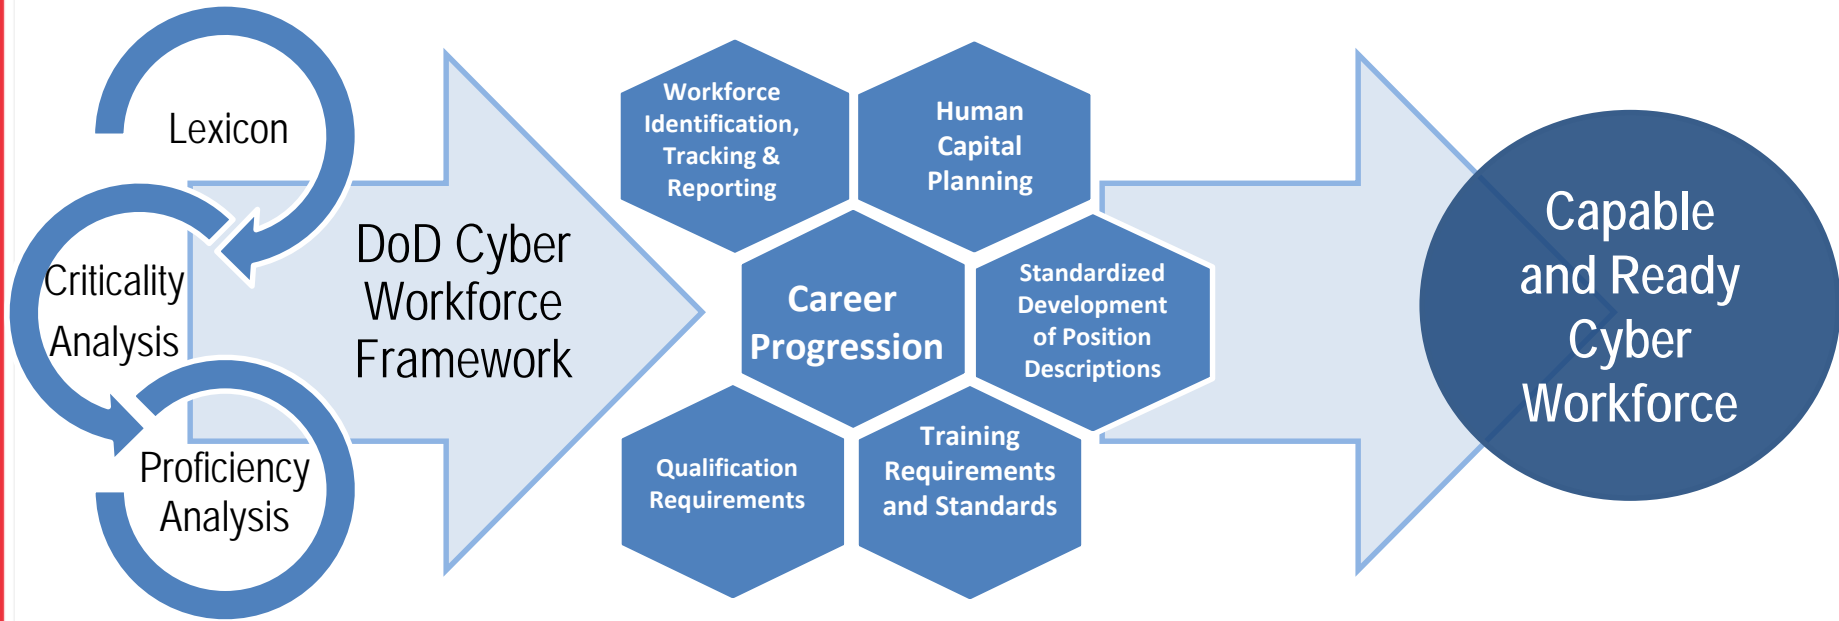 Lexicon
Criticality
Analysis
Proficiency
Analysis
DoD Cyber
Workforce
Framework
Workforce
Identification,
Tracking &
Reporting
Human
Capital
Planning
Career
Progression
Standardized
Development
of Position
Descriptions
Qualification
Requirements
Training
Requirements
and Standards
Capable
and Ready
Cyber
Workforce